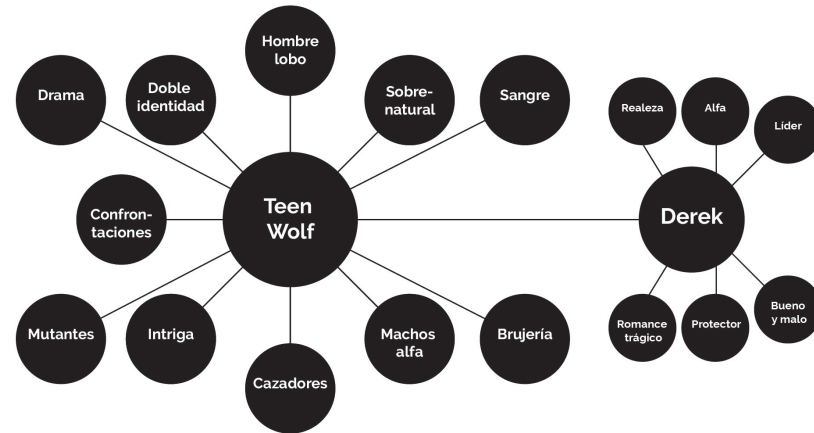 Hombre
lobo
Drama
Doble
identidad
Sobre-
natural
Sangre
Confron-
taciones
Teen
Wolf
Mutantes
Intriga
Cazadores
Machos
alfa
Brujería
Realeza
Alfa
Líder
Derek
Romance
trágico
Protector
Bueno
y malo